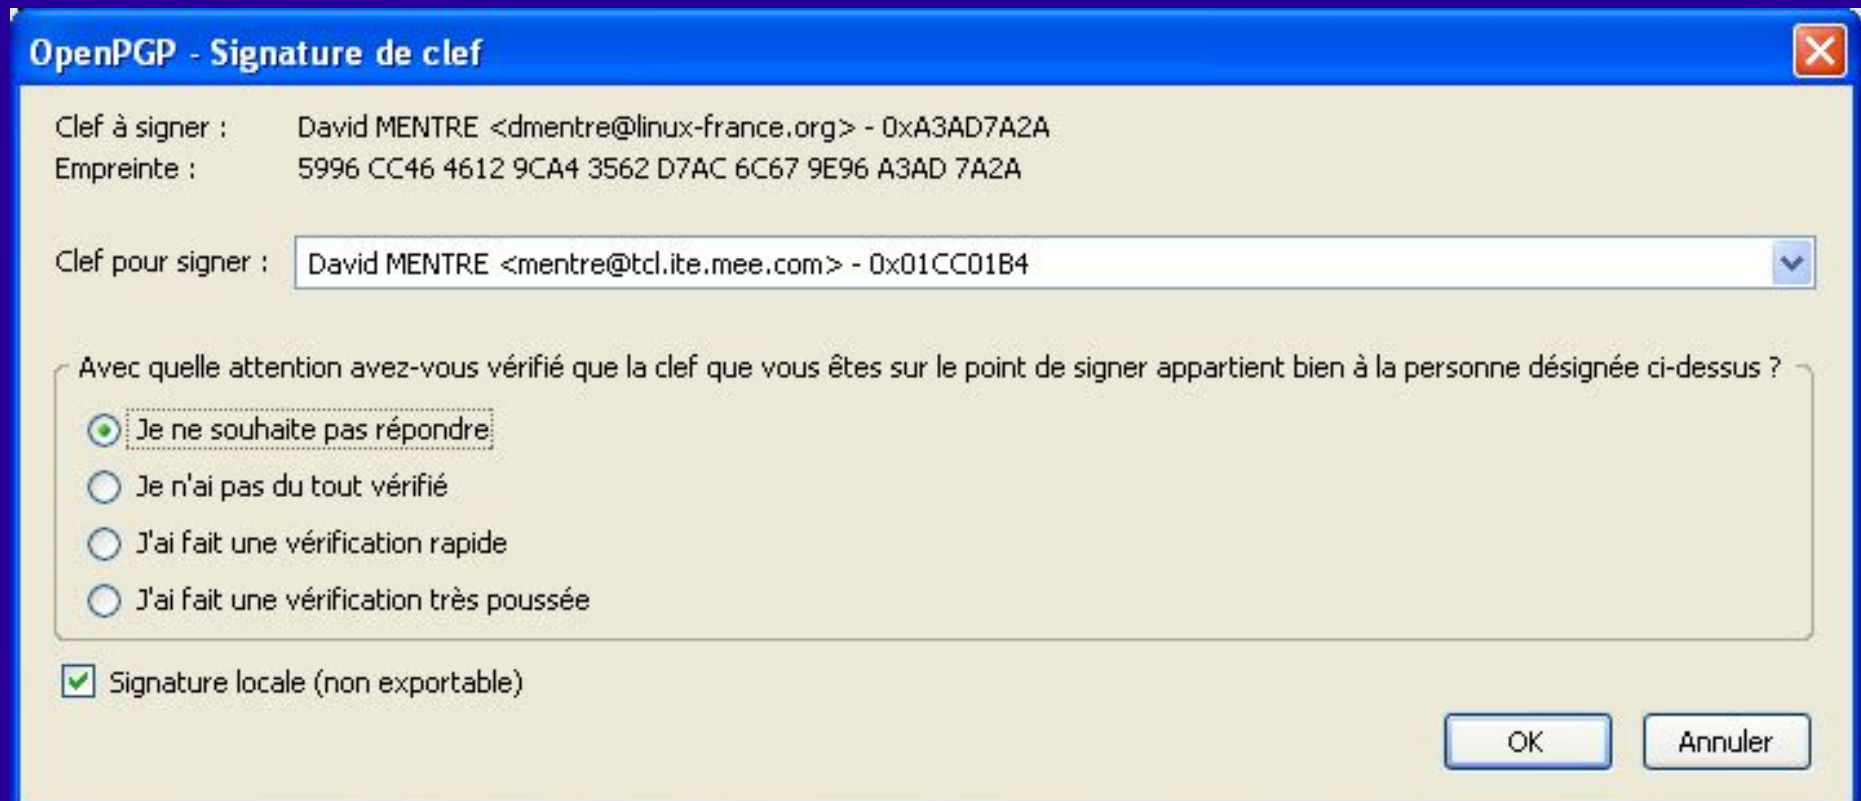 OpenPGP - Signature de clef
Clef à signer : David MENTRE <dmentre@linux-france.org> - 0xA3AD7A2A
Empreinte : 5996 CC46 4612 9CA4 3562 D7AC 6C67 9E96 A3AD 7A2A
Clef pour signer : David MENTRE <mentre@tcl.ite.mee.com> - 0x01CC01B4
Avec quelle attention avez-vous vérifié que la clef que vous êtes sur le point de signer appartient bien à la personne désignée ci-dessus ?
Je ne souhaite pas répondre
Je n'ai pas du tout vérifié
J'ai fait une vérification rapide
J'ai fait une vérification très poussée
Signature locale (non exportable)
OK Annuler